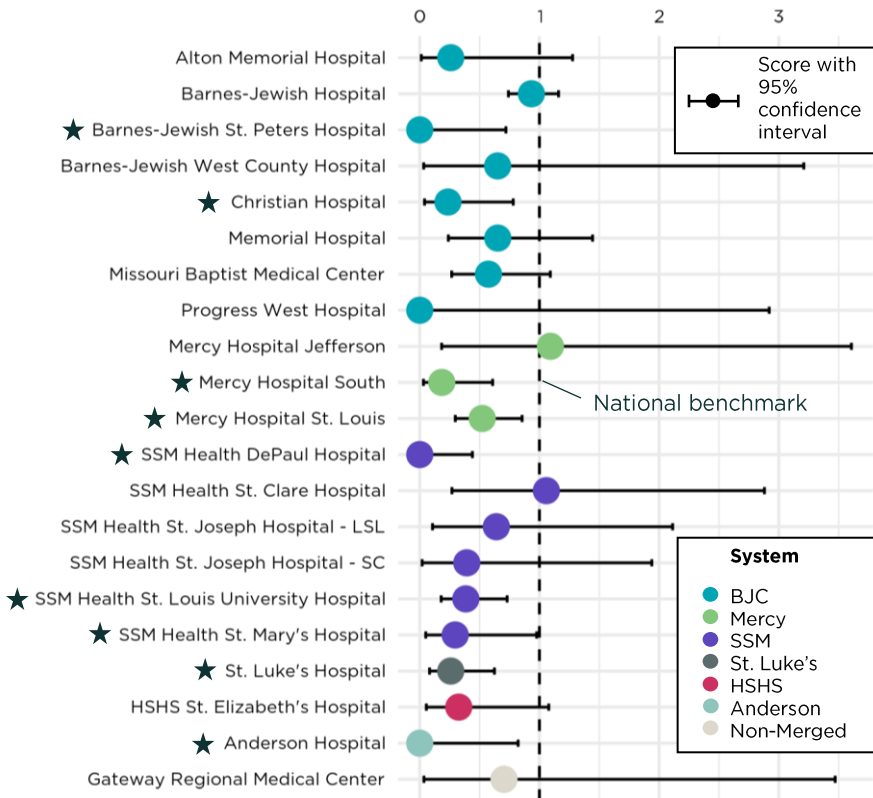 0 1 2 3
Alton Memorial Hospital
Barnes-Jewish Hospital
Barnes-Jewish St. Peters Hospital
Barnes-Jewish West County Hospital
Christian Hospital
Memorial Hospital
Missouri Baptist Medical Center
Progress West Hospital
Mercy Hospital Jefferson
Mercy Hospital South
Mercy Hospital St. Louis
SSM Health DePaul Hospital
SSM Health St. Clare Hospital
SSM Health St. Joseph Hospital - LSL
SSM Health St. Joseph Hospital - SC
SSM Health St. Louis University Hospital
SSM Health St. Mary's Hospital
St. Luke's Hospital
HSHS St. Elizabeth's Hospital
Anderson Hospital
Gateway Regional Medical Center
Score with
95%
confidence
interval
National benchmark
System
BJC
Mercy
SSM
St. Luke’s
HSHS
Anderson
Non-Merged